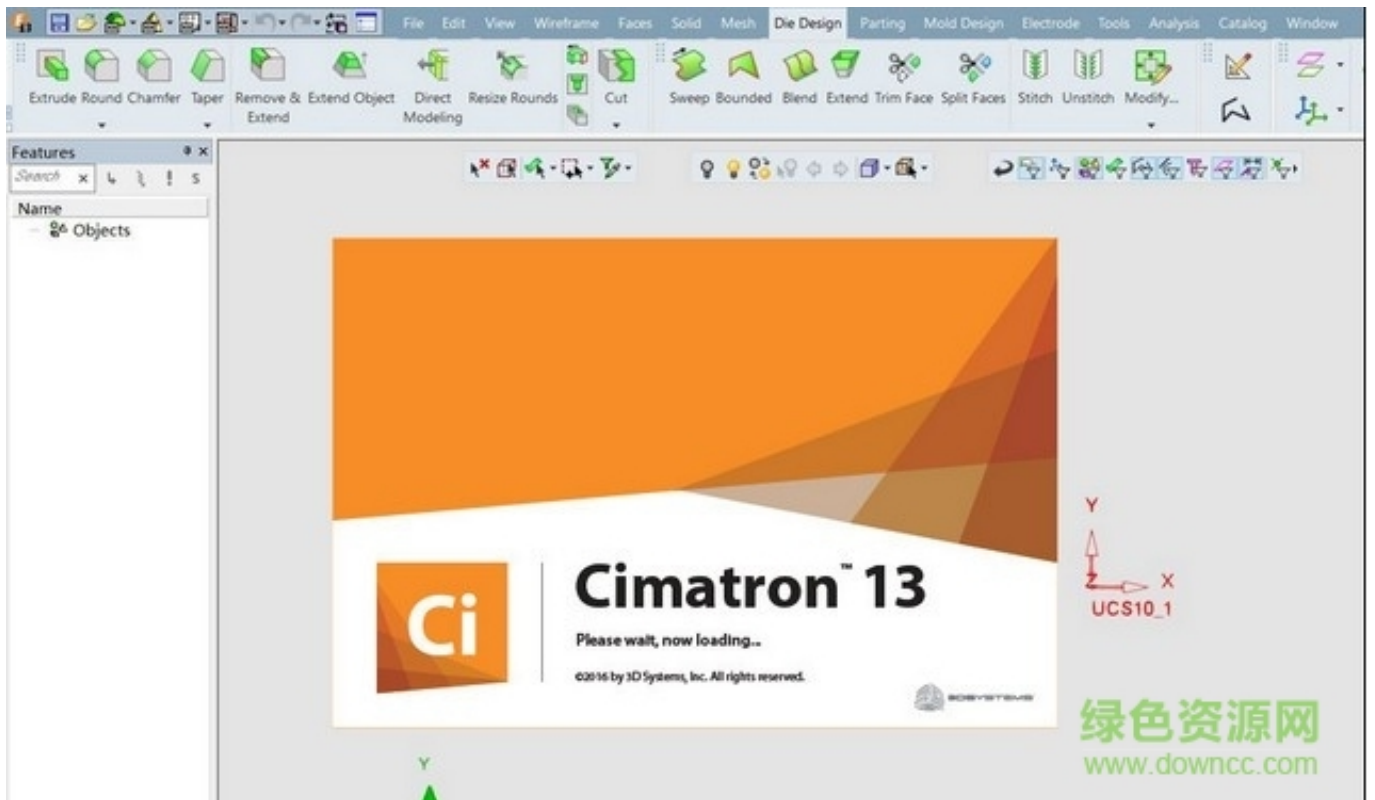 File Edit View Wireframe Faces Solid Mesh Die Design Parting Mold Design Electrode Tools Analysis Catalog Window
Extrude Round Chamfer Taper Remove & Extend Object Direct Resize Rounds Cut Sweep Bounded Blend Extend Trim Face Split Faces Stitch Unstitch Modify...
Extend Modeling
Features
Search
Name
Objects
Ci
Cimatron™ 13
Please wait, now loading...
©2016 by 3D Systems, Inc. All rights reserved.
3DSYSTEMS
Y
Z X
UCS10_1
绿色资源网
www.downcc.com
Y